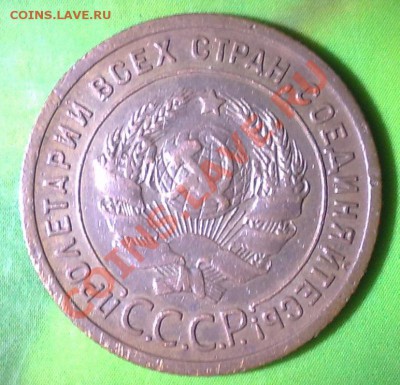 COINS.LAVE.RU
ПРОЛЕТАРИИ ВСЕХ СТРАН, СОЕДИНЯЙТЕСЬ!
С.С.С.Р.
COINS.LAVE.RU